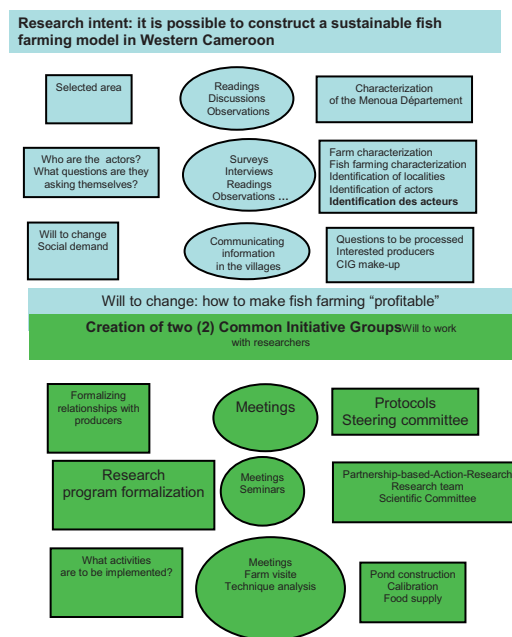 Research intent: it is possible to construct a sustainable fish
farming model in Western Cameroon
Selected area
Readings
Discussions
Observations
Characterization
of the Menoua Département
Who are the actors?
What questions are they
asking themselves?
Surveys
Interviews
Readings
Observations ...
Farm characterization
Fish farming characterization
Identification of localities
Identification of actors
Identification des acteurs
Will to change
Social demand
Communicating
information
in the villages
Questions to be processed
Interested producers
CIG make-up
Will to change: how to make fish farming “profitable”
Creation of two (2) Common Initiative GroupsWill to work
with researchers
Formalizing
relationships with
producers
Meetings
Protocols
Steering committee
Research
program formalization
Meetings
Seminars
Partnership-based-Action-Research
Research team
Scientific Committee
What activities
are to be implemented?
Meetings
Farm visite
Technique analysis
Pond construction
Calibration
Food supply